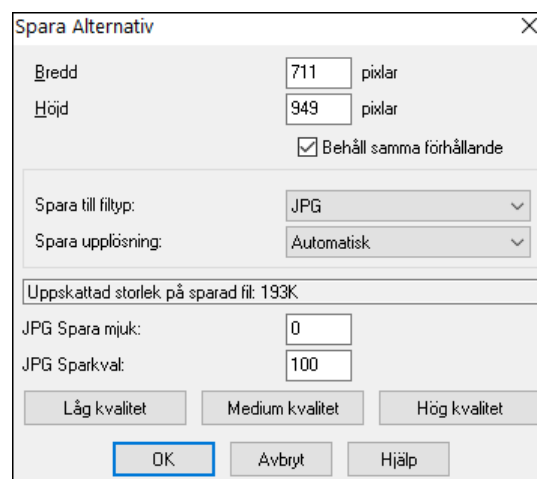 Spara Alternativ
Bredd 711 pixlar
Höjd 949 pixlar
Behåll samma förhållande
Spara till filtyp: JPG
Spara upplösning: Automatisk
Uppskattad storlek på sparad fil: 193K
JPG Spara mjuk: 0
JPG Sparkval: 100
Låg kvalitet Medium kvalitet Hög kvalitet
OK Avbryt Hjälp